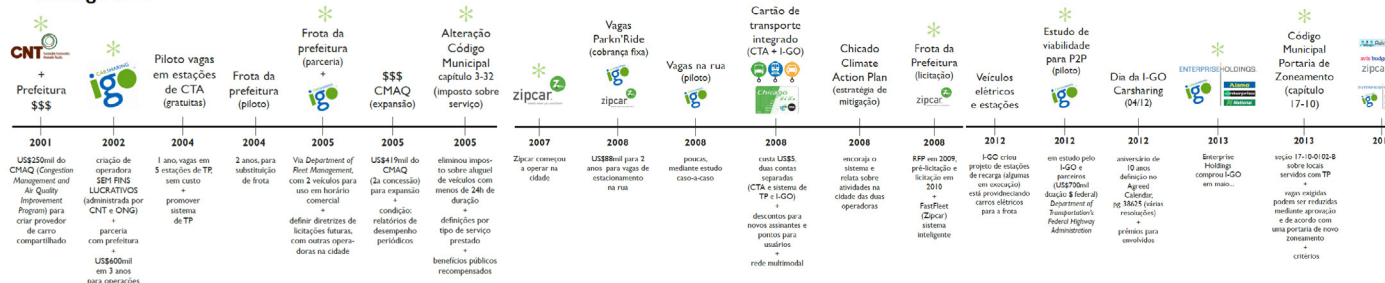 CNT
+
Prefeitura
$$$
2001
US$250mil do
CMAQ (Congestion
Management and
Air Quality
Improvement
Program) para
criar provedor
de carro
compartilhado
CARSHARING
igo
2002
criação de
operadora
SEM FINS
LUCRATIVOS
(administrada por
CNT e ONG)
+
parceria
com prefeitura
+
US$600mil
em 3 anos
para operações
Piloto vagas
em estações
de CTA
(gratuitas)
2004
1 ano, vagas em
5 estações de TP,
sem custo
+
promover
sistema
de TP
Frota da
prefeitura
(piloto)
2004
2 anos, para
substituição
de frota
Frota da
prefeitura
(parceria)
+
igo
2005
Via Department of
Fleet Management,
com 2 veículos para
uso em horário
comercial
+
definir diretrizes de
licitações futuras,
com outras opera-
doras na cidade
$$$
CMAQ
(expansão)
2005
US$419mil do
CMAQ
(2a concessão)
para expansão
+
condição:
relatórios de
desempenho
periódicos
Alteração
Código
Municipal
capítulo 3-32
(imposto sobre
serviço)
2005
eliminou impos-
to sobre aluguel
de veículos com
menos de 24h de
duração
+
definições por
tipo de serviço
prestado
+
benefícios públicos
recompensados
zipcar
2007
Zipcar começou
a operar na
cidade
Vagas
Parkn'Ride
(cobrança fixa)
igo
zipcar
2008
US$88mil para 2
anos para vagas de
estacionamento
na rua
Vagas na rua
(piloto)
igo
2008
poucas,
mediante estudo
caso-a-caso
Cartão de
transporte
integrado
(CTA + I-GO)
Chicago
2008
custa US$5,
duas contas
separadas
(CTA e sistema de
TP e I-GO)
+
descontos para
novos assinantes e
pontos para
usuários
+
rede multimodal
Chicado
Climate
Action Plan
(estratégia de
mitigação)
2008
encoraja o
sistema e
relata sobre
atividades na
cidade das duas
operadoras
Frota da
Prefeitura
(licitação)
zipcar
2008
RFP em 2009,
pré-licitação e
licitação em
2010
+
FastFleet
(Zipcar)
sistema
inteligente
Veículos
elétricos
e estações
2012
I-GO criou
projeto de estações
de recarga (algumas
em execução)
está providneciando
carros elétricos
para a frota
Estudo de
viabilidade
para P2P
(piloto)
igo
2012
em estudo pelo
I-GO e
parceiros
(US$700mil
doação $ federal)
Department of
Transportation's
Federal Highway
Administration
Dia da I-GO
Carsharing
(04/12)
2012
aniversário de
10 anos
definição no
Agreed
Calendar,
pg 38625 (várias
resoluções)
+
prêmios para
envolvidos
ENTERPRISE HOLDINGS.
igo
Alamo
enterprise
National
2013
Enterprise
Holdings
comprou I-GO
em maio...
Código
Municipal
Portaria de
Zoneamento
(capítulo
17-10)
2013
seção 17-10-0102-B
sobre locais
servidos com TP
+
vagas exigidas
podem ser reduzidas
mediante aprovação
e de acordo com
uma portaria de novo
zoneamento
+
critérios
zipca